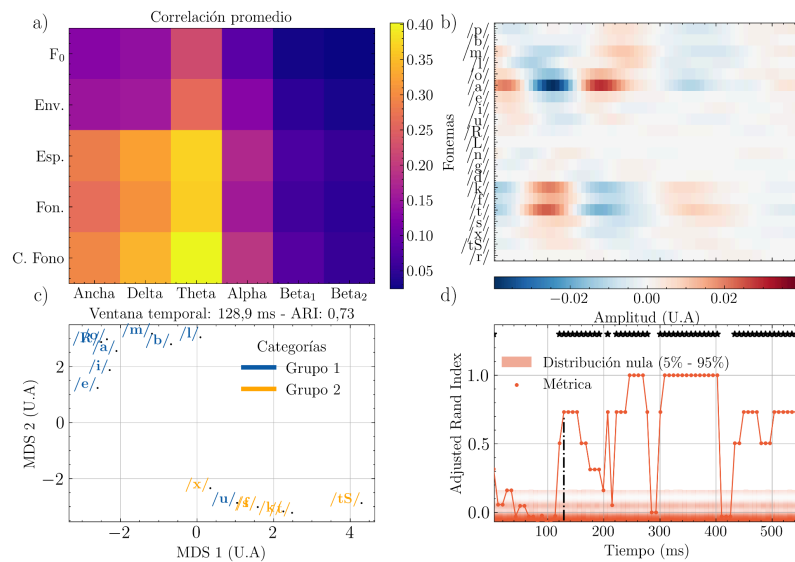 a)
Correlación promedio
F0
Env.
Esp.
Fon.
C. Fono
Ancha
Delta
Theta
Alpha
Beta1
Beta2
0.40
0.35
0.30
0.25
0.20
0.15
0.10
0.05
b)
Fonemas
/p/
/m/
/l/
/o/
/a/
/e/
/i/
/u/
/R/
/L/
/n/
/g/
/d/
/k/
/f/
/t/
/s/
/x/
/tS/
/r/
−0.02
0.00
0.02
Amplitud (U.A)
c)
Ventana temporal: 128,9 ms - ARI: 0,73
MDS 2 (U.A)
2
0
−2
/a/
/m/
/b/
/l/
/i/
/e/
/x/
/u/
/tS/
Categorías
Grupo 1
Grupo 2
−2
0
2
4
MDS 1 (U.A)
d)
Adjusted Rand Index
1.0
0.5
0.0
Distribución nula (5% - 95%)
Métrica
100
200
300
400
500
Tiempo (ms)